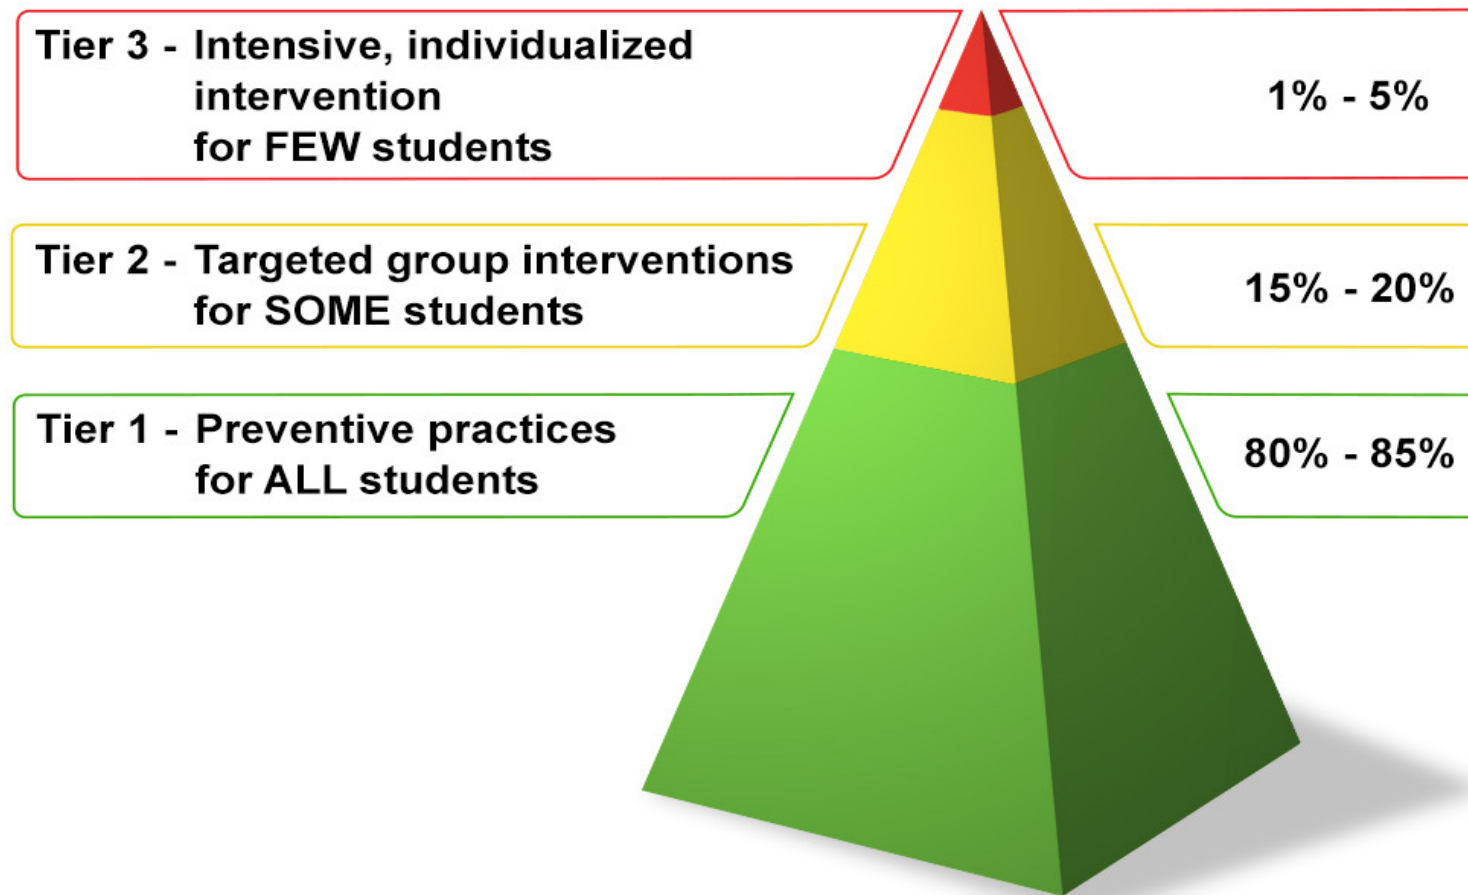 Tier 3 - Intensive, individualized
intervention
for FEW students
1% - 5%
Tier 2 - Targeted group interventions
for SOME students
15% - 20%
Tier 1 - Preventive practices
for ALL students
80% - 85%